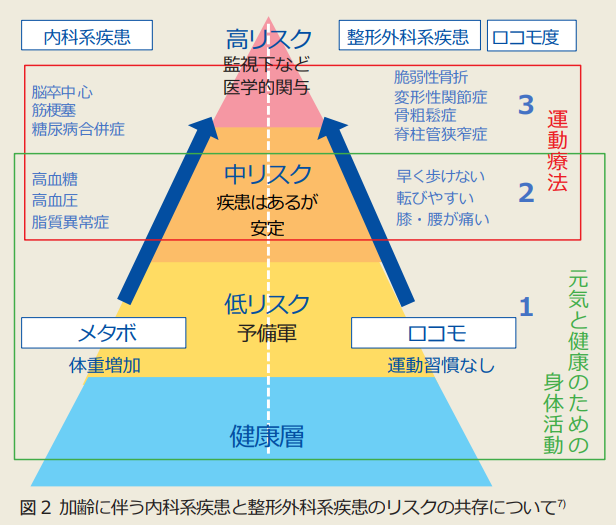 内科系疾患
高リスク
監視下など
医学的関与
整形外科系疾患
ロコモ度
脳卒中心
筋梗塞
糖尿病合併症
脆弱性骨折
変形性関節症
骨粗鬆症
脊柱管狭窄症
3
運動療法
高血糖
高血圧
脂質異常症
中リスク
疾患はあるが
安定
早く歩けない
転びやすい
膝・腰が痛い
2
低リスク
予備軍
1
メタボ
体重増加
ロコモ
運動習慣なし
元気と健康のための
身体活動
健康層
図2 加齢に伴う内科系疾患と整形外科系疾患のリスクの共存について7)